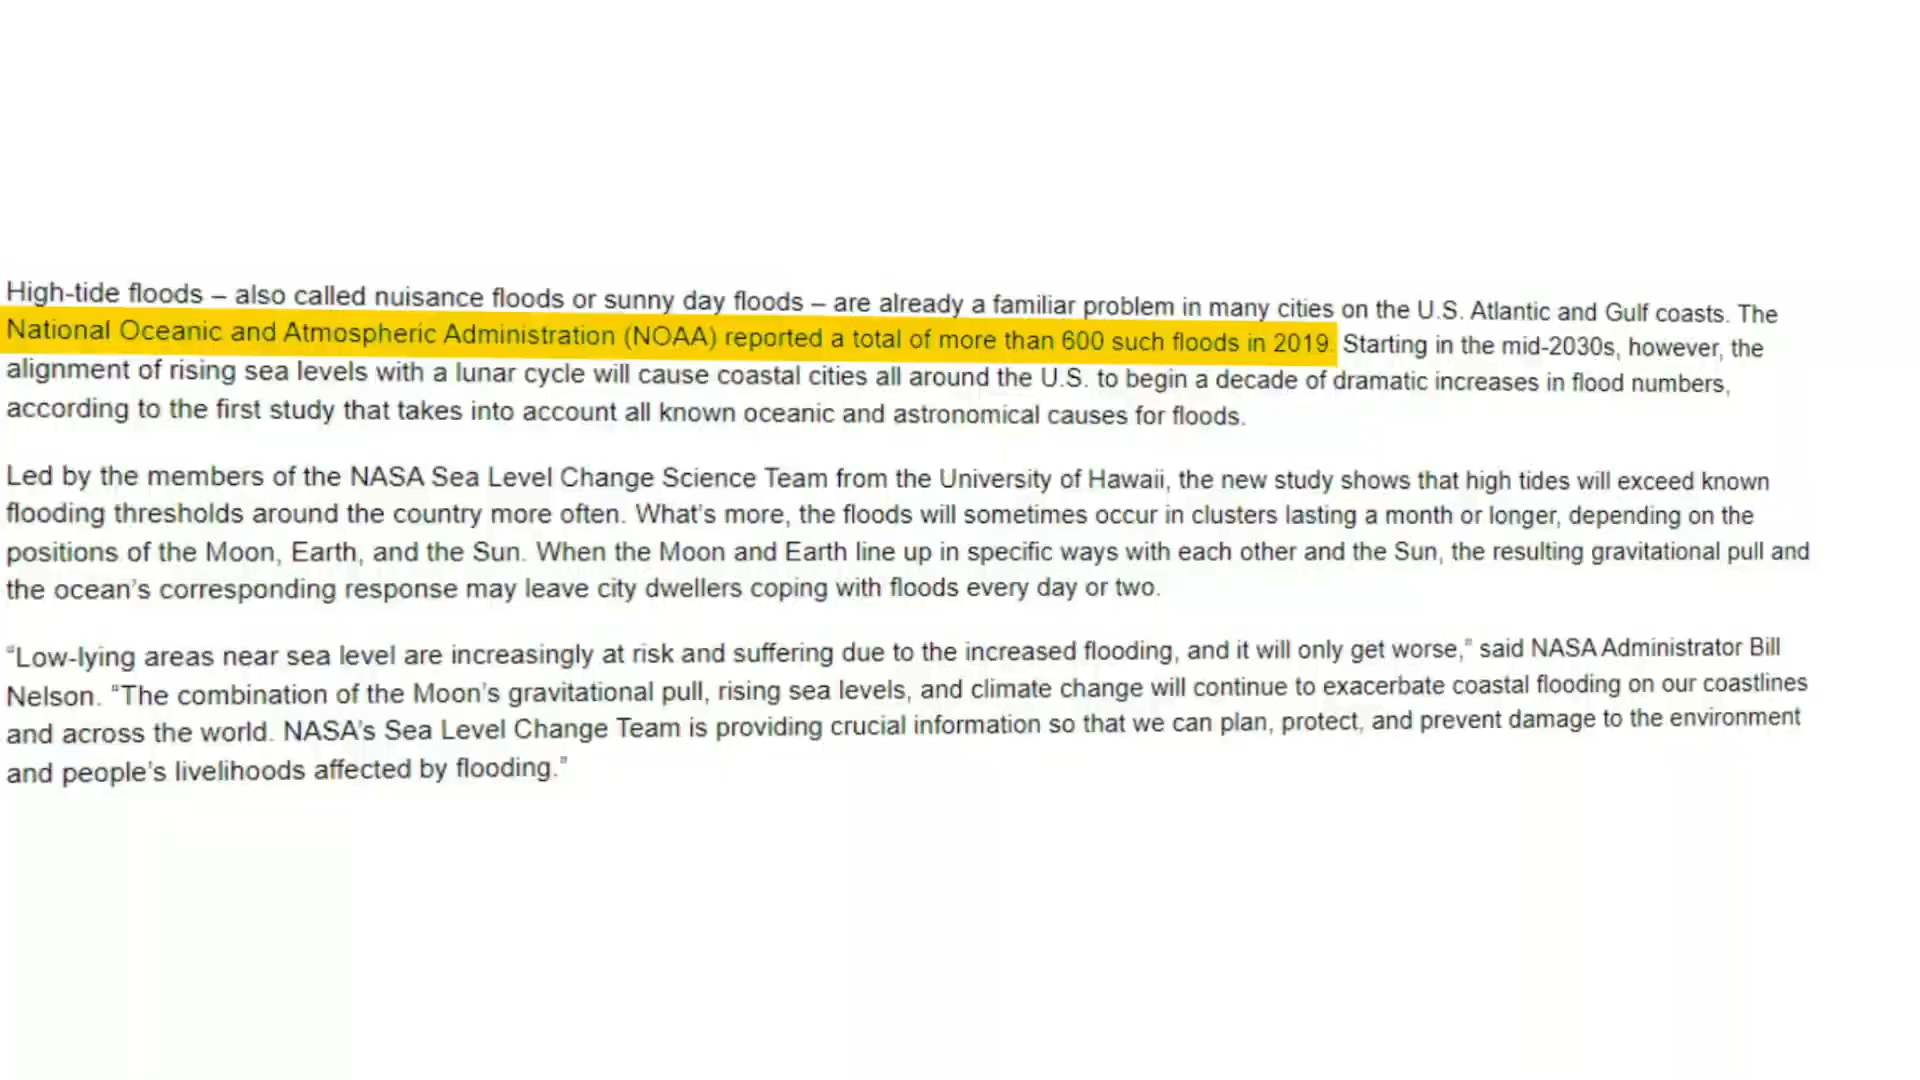 High-tide floods – also called nuisance floods or sunny day floods – are already a familiar problem in many cities on the U.S. Atlantic and Gulf coasts. The
National Oceanic and Atmospheric Administration (NOAA) reported a total of more than 600 such floods in 2019. Starting in the mid-2030s, however, the
alignment of rising sea levels with a lunar cycle will cause coastal cities all around the U.S. to begin a decade of dramatic increases in flood numbers,
according to the first study that takes into account all known oceanic and astronomical causes for floods.
Led by the members of the NASA Sea Level Change Science Team from the University of Hawaii, the new study shows that high tides will exceed known
flooding thresholds around the country more often. What’s more, the floods will sometimes occur in clusters lasting a month or longer, depending on the
positions of the Moon, Earth, and the Sun. When the Moon and Earth line up in specific ways with each other and the Sun, the resulting gravitational pull and
the ocean’s corresponding response may leave city dwellers coping with floods every day or two.
“Low-lying areas near sea level are increasingly at risk and suffering due to the increased flooding, and it will only get worse,” said NASA Administrator Bill
Nelson. “The combination of the Moon’s gravitational pull, rising sea levels, and climate change will continue to exacerbate coastal flooding on our coastlines
and across the world. NASA’s Sea Level Change Team is providing crucial information so that we can plan, protect, and prevent damage to the environment
and people’s livelihoods affected by flooding.”